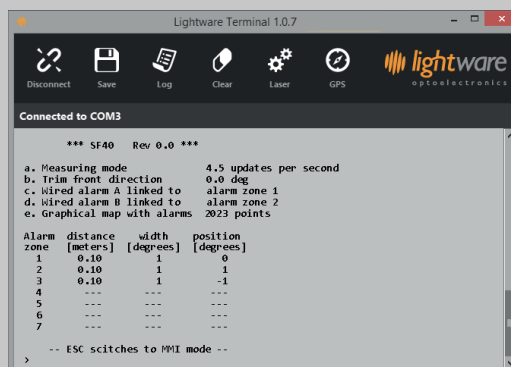 Lightware Terminal 1.0.7
Disconnect Save Log Clear Laser GPS
lightware
optoelectronics
Connected to COM3
*** SF40 Rev 0.0 ***
a. Measuring mode 4.5 updates per second
b. Trim front direction 0.0 deg
c. Wired alarm A linked to alarm zone 1
d. Wired alarm B linked to alarm zone 2
e. Graphical map with alarms 2023 points
Alarm distance width position
zone [meters] [degrees] [degrees]
1 0.10 1 0
2 0.10 1 1
3 0.10 1 -1
4 --- --- ---
5 --- --- ---
6 --- --- ---
7 --- --- ---
-- ESC scitches to MMI mode --
>